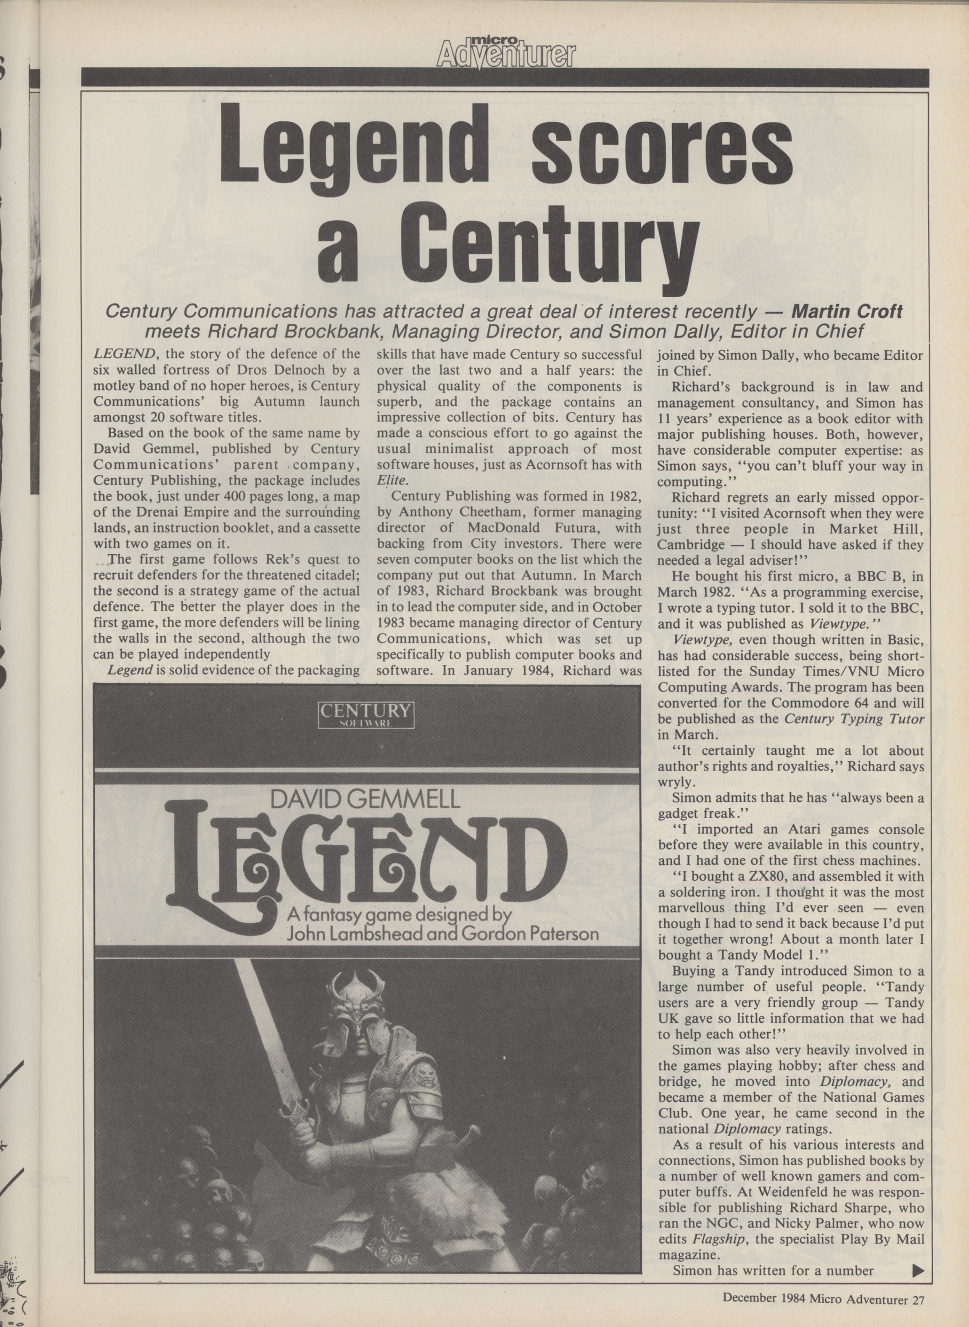 micro
Adventurer
Legend scores
a Century
Century Communications has attracted a great deal of interest recently — Martin Croft
meets Richard Brockbank, Managing Director, and Simon Dally, Editor in Chief
LEGEND, the story of the defence of the
six walled fortress of Dros Delnoch by a
motley band of no hoper heroes, is Century
Communications' big Autumn launch
amongst 20 software titles.
Based on the book of the same name by
David Gemmel, published by Century
Communications' parent company,
Century Publishing, the package includes
the book, just under 400 pages long, a map
of the Drenai Empire and the surrounding
lands, an instruction booklet, and a cassette
with two games on it.
The first game follows Rek's quest to
recruit defenders for the threatened citadel;
the second is a strategy game of the actual
defence. The better the player does in the
first game, the more defenders will be lining
the walls in the second, although the two
can be played independently
Legend is solid evidence of the packaging
skills that have made Century so successful
over the last two and a half years: the
physical quality of the components is
superb, and the package contains an
impressive collection of bits. Century has
made a conscious effort to go against the
usual minimalist approach of most
software houses, just as Acornsoft has with
Elite.
Century Publishing was formed in 1982,
by Anthony Cheetham, former managing
director of MacDonald Futura, with
backing from City investors. There were
seven computer books on the list which the
company put out that Autumn. In March
of 1983, Richard Brockbank was brought
in to lead the computer side, and in October
1983 became managing director of Century
Communications, which was set up
specifically to publish computer books and
software. In January 1984, Richard was
joined by Simon Dally, who became Editor
in Chief.
Richard's background is in law and
management consultancy, and Simon has
11 years' experience as a book editor with
major publishing houses. Both, however,
have considerable computer expertise: as
Simon says, "you can't bluff your way in
computing."
Richard regrets an early missed oppor-
tunity: "I visited Acornsoft when they were
just three people in Market Hill,
Cambridge — I should have asked if they
needed a legal adviser!"
He bought his first micro, a BBC B, in
March 1982. "As a programming exercise,
I wrote a typing tutor. I sold it to the BBC,
and it was published as Viewtype."
Viewtype, even though written in Basic,
has had considerable success, being short-
listed for the Sunday Times/VNU Micro
Computing Awards. The program has been
converted for the Commodore 64 and will
be published as the Century Typing Tutor
in March.
"It certainly taught me a lot about
author's rights and royalties," Richard says
wryly.
Simon admits that he has "always been a
gadget freak."
"I imported an Atari games console
before they were available in this country,
and I had one of the first chess machines.
"I bought a ZX80, and assembled it with
a soldering iron. I thought it was the most
marvellous thing I'd ever seen — even
though I had to send it back because I'd put
it together wrong! About a month later I
bought a Tandy Model 1."
Buying a Tandy introduced Simon to a
large number of useful people. "Tandy
users are a very friendly group — Tandy
UK gave so little information that we had
to help each other!"
Simon was also very heavily involved in
the games playing hobby; after chess and
bridge, he moved into Diplomacy, and
became a member of the National Games
Club. One year, he came second in the
national Diplomacy ratings.
As a result of his various interests and
connections, Simon has published books by
a number of well known gamers and com-
puter buffs. At Weidenfeld he was respon-
sible for publishing Richard Sharpe, who
ran the NGC, and Nicky Palmer, who now
edits Flagship, the specialist Play By Mail
magazine.
Simon has written for a number
CENTURY
SOFTWARE
DAVID GEMMELL
LEGEND
A fantasy game designed by
John Lambshead and Gordon Paterson
December 1984 Micro Adventurer 27